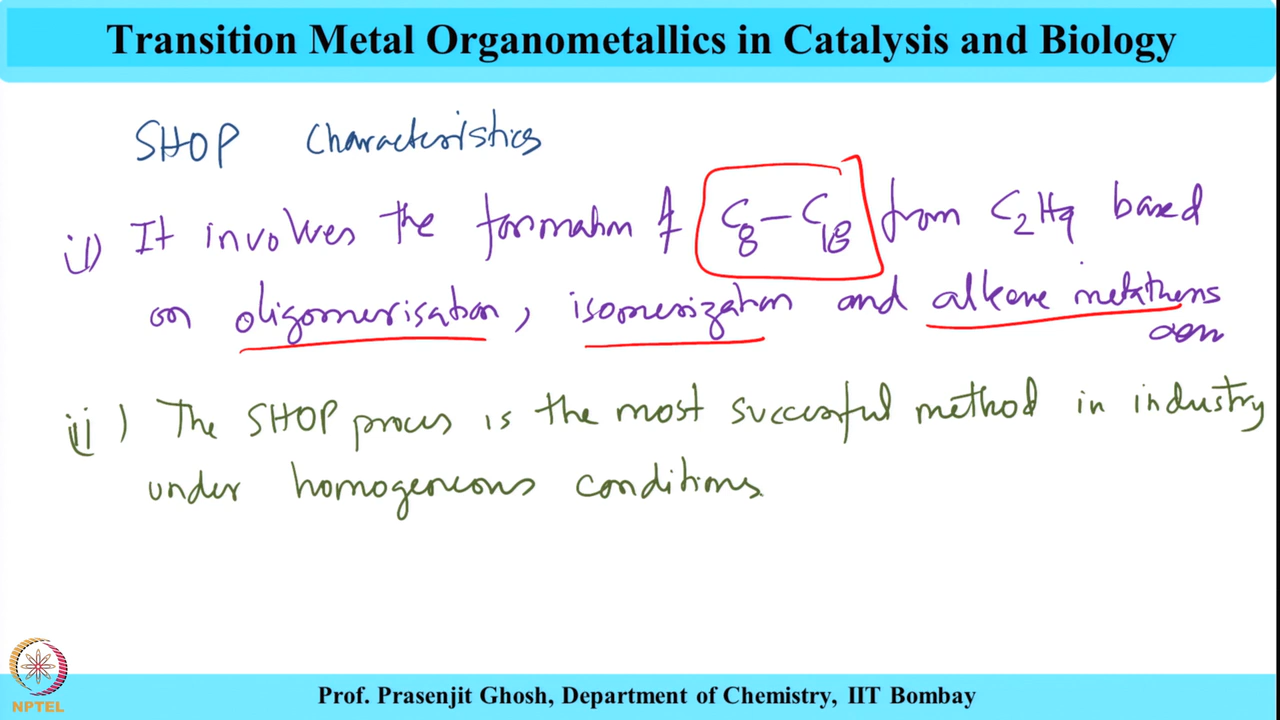 Transition Metal Organometallics in Catalysis and Biology
SHOP Characteristics
i) It involves the formation of C8 – C18 from C2H4 based
on oligomerisation, isomerization and alkene metathens
ii) The SHOP proces is the most successful method in industry
under homogeneous conditions.
NPTEL
Prof. Prasenjit Ghosh, Department of Chemistry, IIT Bombay